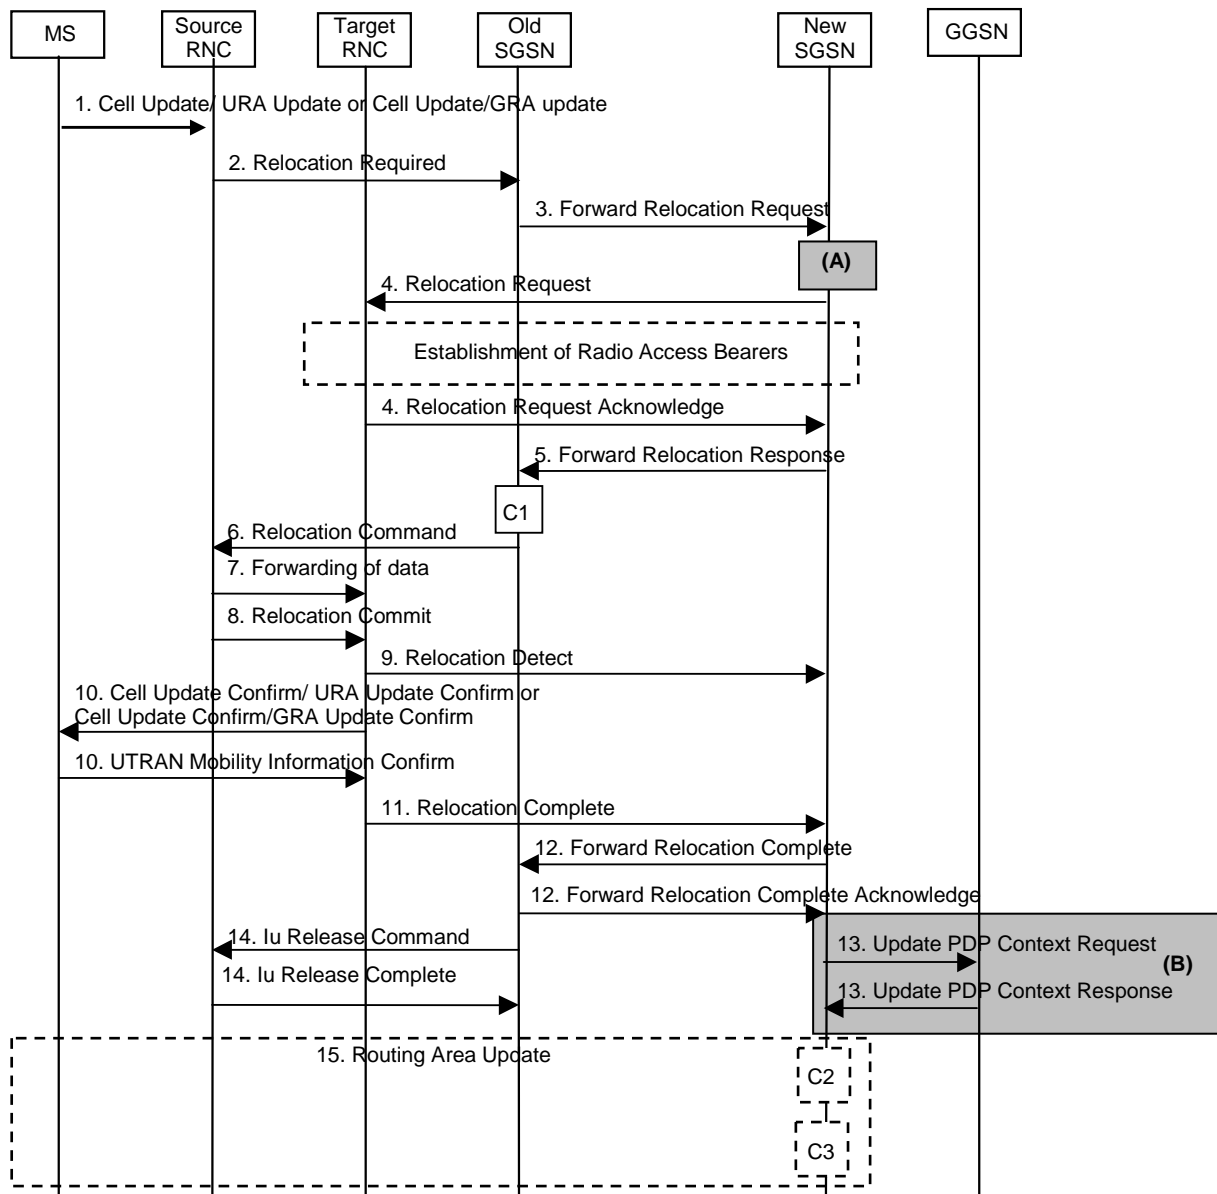 MS
Source
RNC
Target
RNC
Old
SGSN
New
SGSN
GGSN
1. Cell Update/ URA Update or Cell Update/GRA update
2. Relocation Required
3. Forward Relocation Request
(A)
4. Relocation Request
Establishment of Radio Access Bearers
4. Relocation Request Acknowledge
5. Forward Relocation Response
C1
6. Relocation Command
7. Forwarding of data
8. Relocation Commit
9. Relocation Detect
10. Cell Update Confirm/ URA Update Confirm or
Cell Update Confirm/GRA Update Confirm
10. UTRAN Mobility Information Confirm
11. Relocation Complete
12. Forward Relocation Complete
12. Forward Relocation Complete Acknowledge
14. Iu Release Command
13. Update PDP Context Request
(B)
14. Iu Release Complete
13. Update PDP Context Response
15. Routing Area Update
C2
C3